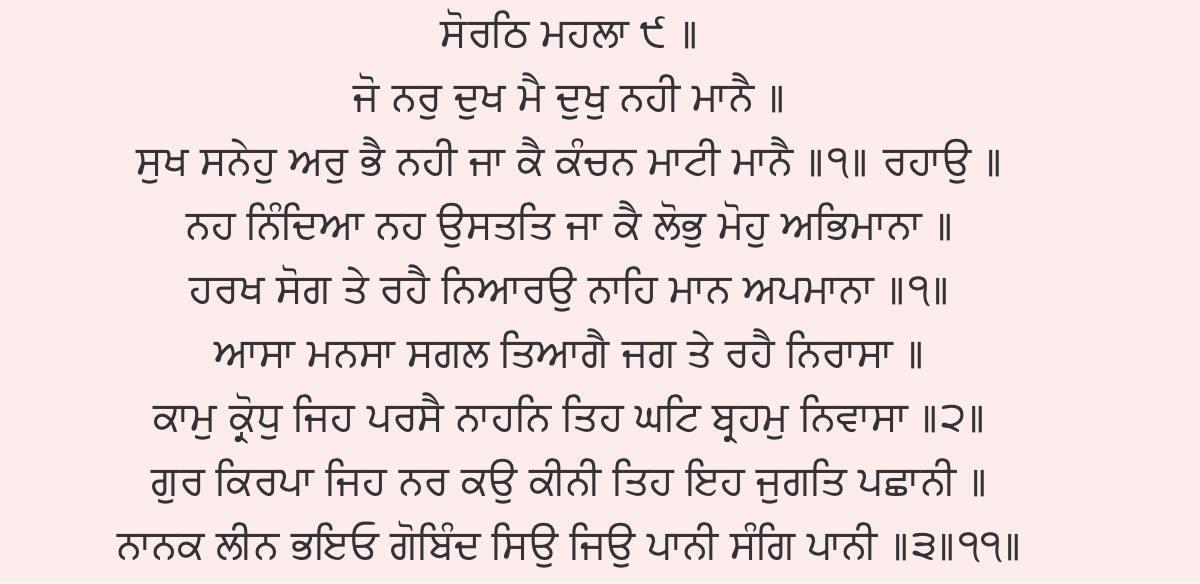 ਸੋਰਠਿ ਮਹਲਾ ੯ ॥
ਜੋ ਨਰੁ ਦੁਖ ਮੈ ਦੁਖੁ ਨਹੀ ਮਾਨੈ ॥
ਸੁਖ ਸਨੇਹੁ ਅਰੁ ਭੈ ਨਹੀ ਜਾ ਕੈ ਕੰਚਨ ਮਾਟੀ ਮਾਨੈ ॥੧॥ ਰਹਾਉ ॥
ਨਹ ਨਿੰਦਿਆ ਨਹ ਉਸਤਤਿ ਜਾ ਕੈ ਲੋਭੁ ਮੋਹੁ ਅਭਿਮਾਨਾ ॥
ਹਰਖ ਸੋਗ ਤੇ ਰਹੈ ਨਿਆਰਉ ਨਾਹਿ ਮਾਨ ਅਪਮਾਨਾ ॥੧॥
ਆਸਾ ਮਨਸਾ ਸਗਲ ਤਿਆਗੈ ਜਗ ਤੇ ਰਹੈ ਨਿਰਾਸਾ ॥
ਕਾਮੁ ਕ੍ਰੋਧੁ ਜਿਹ ਪਰਸੈ ਨਾਹਨਿ ਤਿਹ ਘਟਿ ਬ੍ਰਹਮੁ ਨਿਵਾਸਾ ॥੨॥
ਗੁਰ ਕਿਰਪਾ ਜਿਹ ਨਰ ਕਉ ਕੀਨੀ ਤਿਹ ਇਹ ਜੁਗਤਿ ਪਛਾਨੀ ॥
ਨਾਨਕ ਲੀਨ ਭਇਓ ਗੋਬਿੰਦ ਸਿਉ ਜਿਉ ਪਾਨੀ ਸੰਗਿ ਪਾਨੀ ॥੩॥੧੧॥